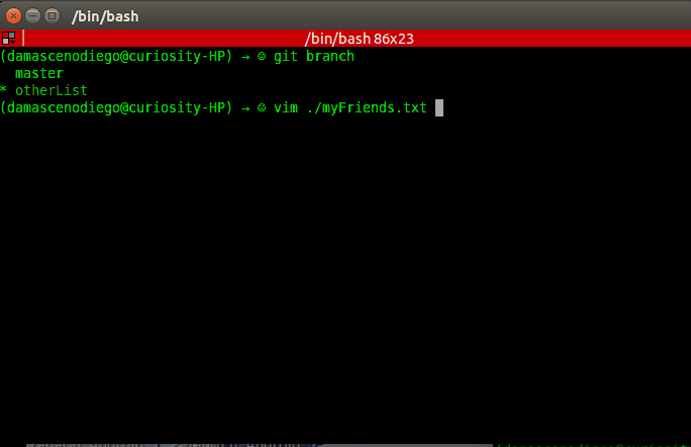 /bin/bash
/bin/bash 86x23
(damascenodiego@curiosity-HP) → ☺ git branch
master
* otherList
(damascenodiego@curiosity-HP) → ☺ vim ./myFriends.txt